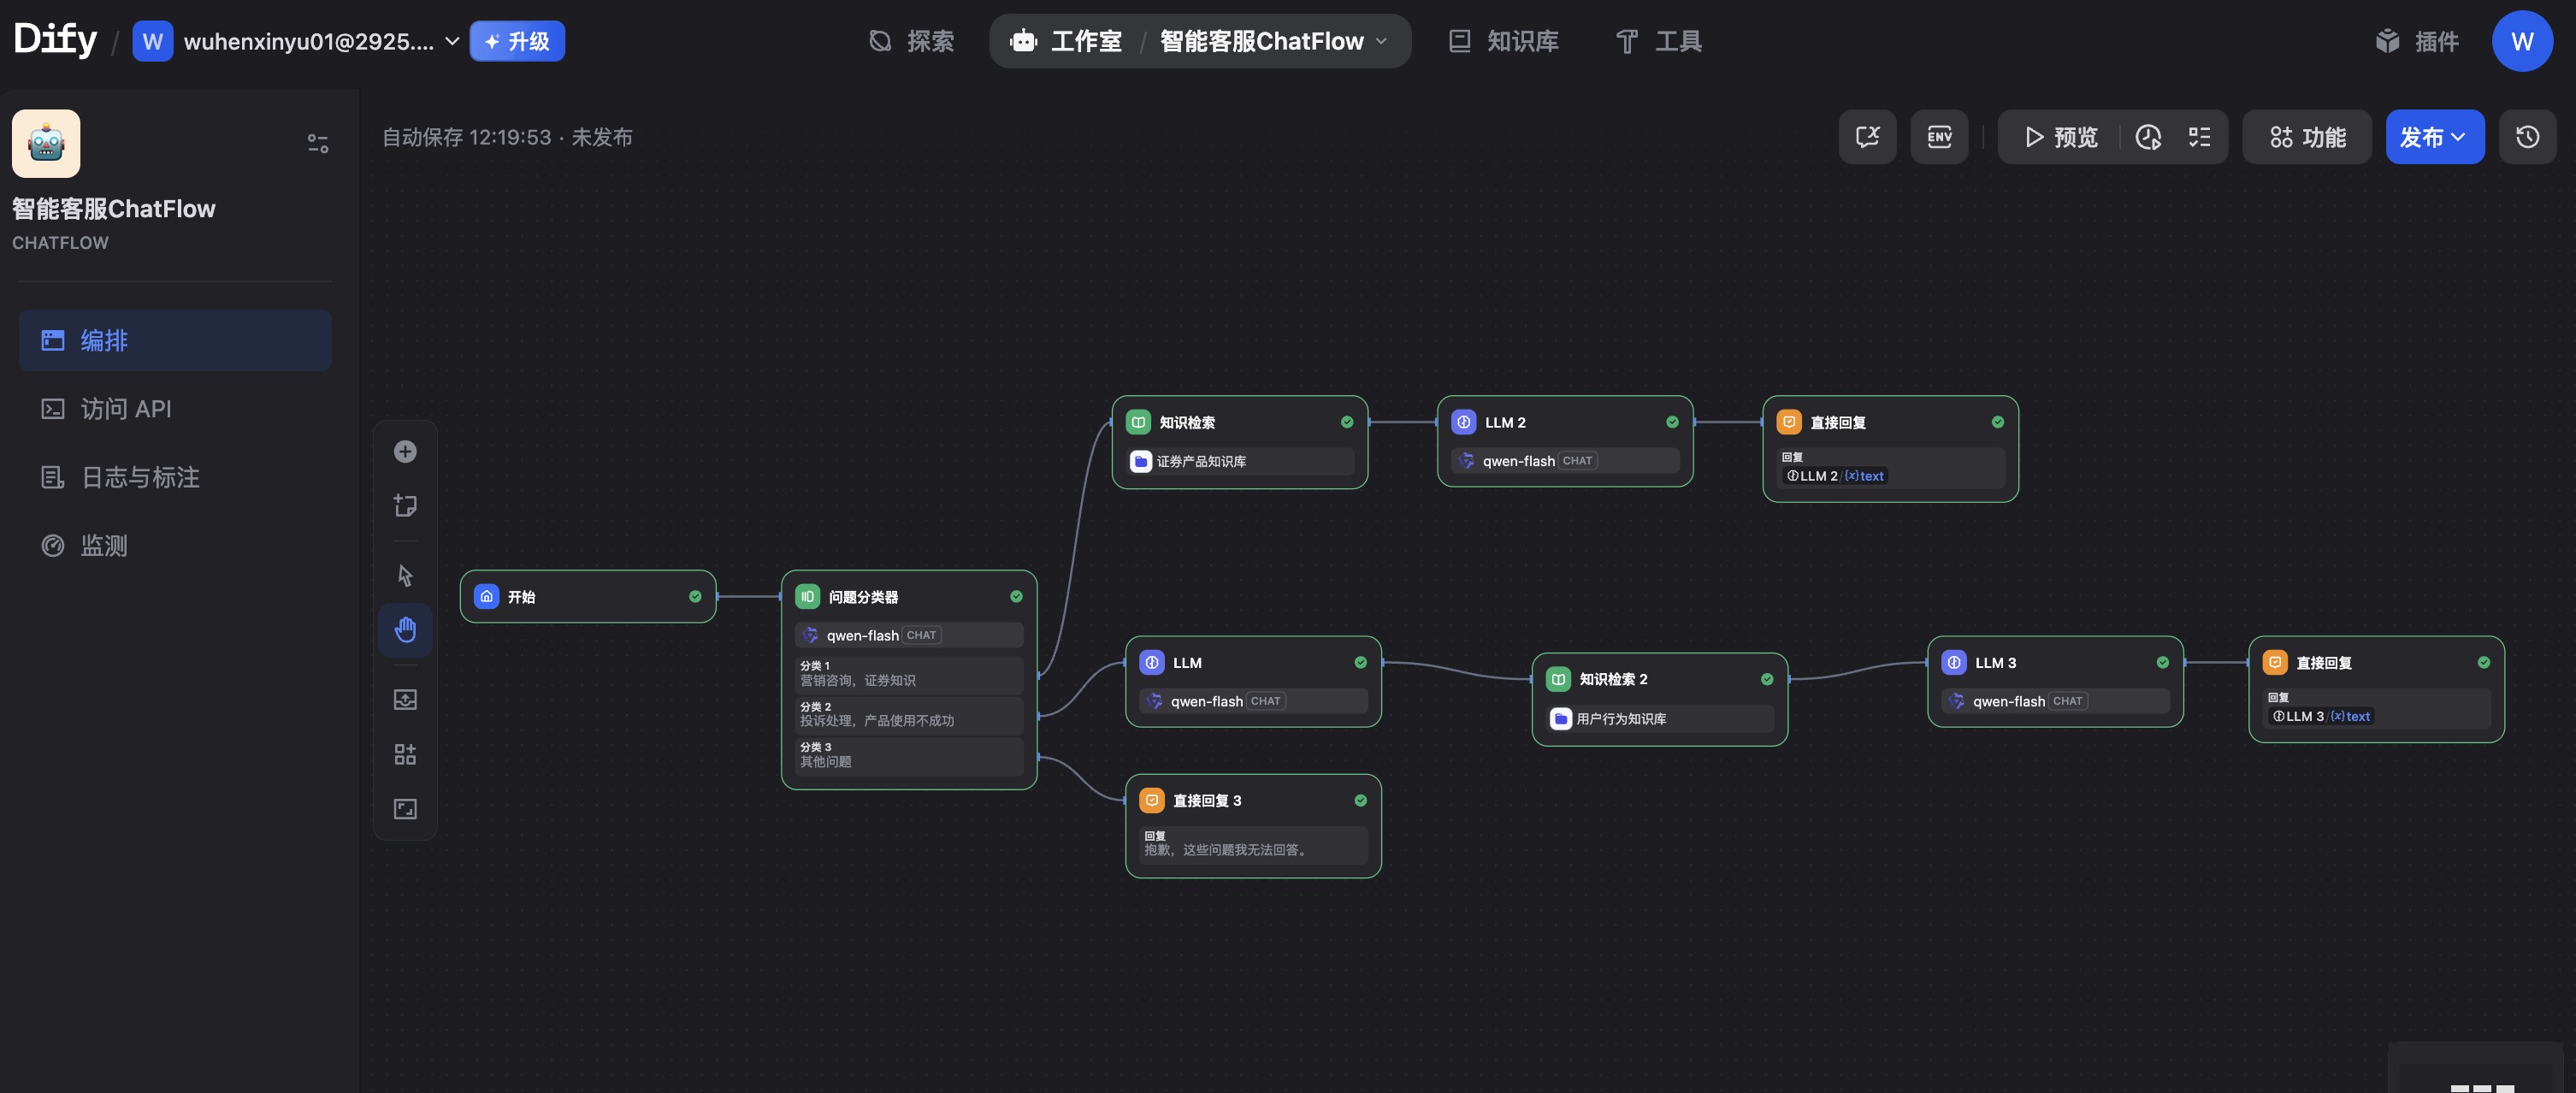 Dify / W wuhenxinyu01@2925.... 升级
探索
工作室 / 智能客服ChatFlow
知识库
工具
插件
W
智能客服ChatFlow
CHATFLOW
编排
访问 API
日志与标注
监测
自动保存 12:19:53 · 未发布
ENV
预览
功能
发布
开始
问题分类器
qwen-flash CHAT
分类 1
营销咨询，证券知识
分类 2
投诉处理，产品使用不成功
分类 3
其他问题
知识检索
证券产品知识库
LLM 2
qwen-flash CHAT
直接回复
回复
LLM 2 / {x} text
LLM
qwen-flash CHAT
知识检索 2
用户行为知识库
LLM 3
qwen-flash CHAT
直接回复
回复
LLM 3 / {x} text
直接回复 3
回复
抱歉，这些问题我无法回答。